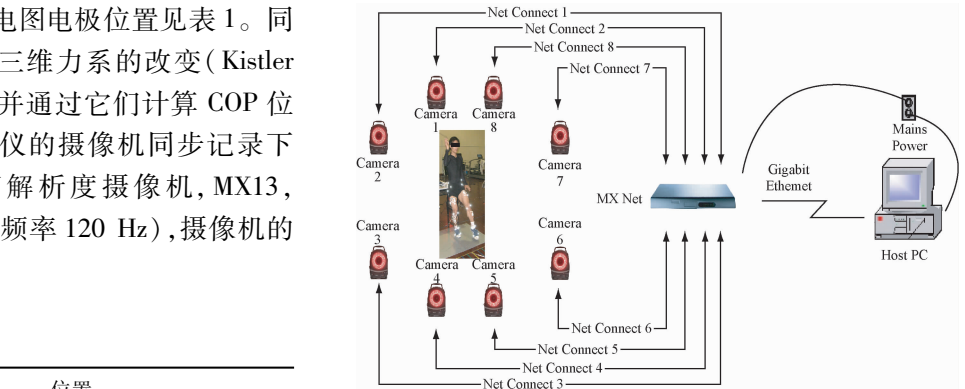 电图电极位置见表1。同
三维力系的改变(Kistler
并通过它们计算 COP 位
仪的摄像机同步记录下
解析度摄像机,MX13,
频率120 Hz),摄像机的
位置
Net Connect 1
Net Connect 2
Net Connect 8
Net Connect 7
Camera
1
Camera
8
Camera
2
Camera
7
Mains
Power
MX Net
Gigabit
Ethemet
Host PC
Camera
3
Camera
6
Camera
4
Camera
5
Net Connect 6
Net Connect 5
Net Connect 4
Net Connect 3